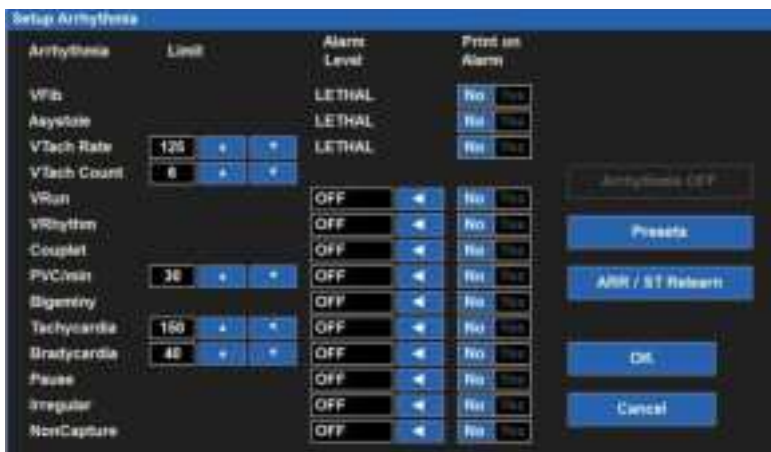 Setup Arrhythmia
Arrhythmia Limit Alarm Level Print on Alarm
VFib LETHAL No Yes
Asystole LETHAL No Yes
VTach Rate 125 LETHAL No Yes
VTach Count 6
VRun OFF No Yes
VRhythm OFF No Yes
Couplet OFF No Yes
PVC/min 30 OFF No Yes
Bigeminy OFF No Yes
Tachycardia 150 OFF No Yes
Bradycardia 40 OFF No Yes
Pause OFF No Yes
Irregular OFF No Yes
NonCapture OFF No Yes
Arrhythmia OFF
Presets
ARR / ST Relearn
OK
Cancel